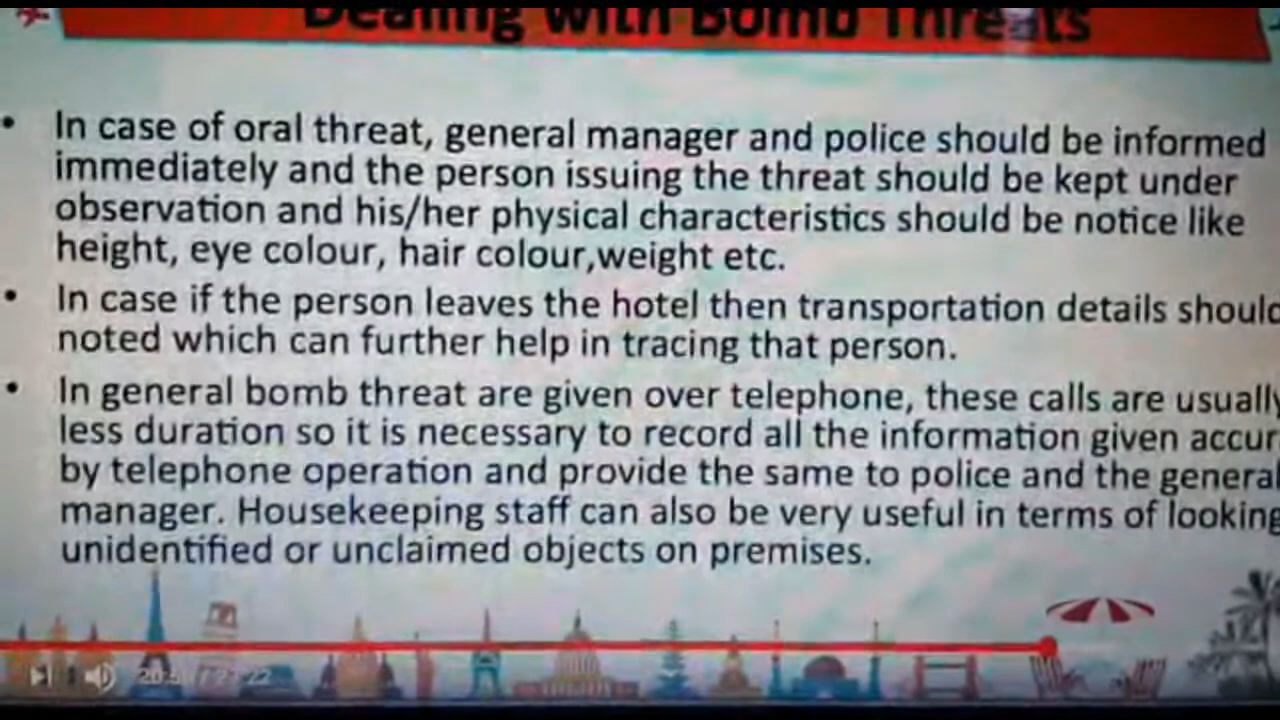 Dealing with Bomb Threats
• In case of oral threat, general manager and police should be informed
immediately and the person issuing the threat should be kept under
observation and his/her physical characteristics should be notice like
height, eye colour, hair colour,weight etc.
• In case if the person leaves the hotel then transportation details should
noted which can further help in tracing that person.
• In general bomb threat are given over telephone, these calls are usually
less duration so it is necessary to record all the information given accur
by telephone operation and provide the same to police and the general
manager. Housekeeping staff can also be very useful in terms of looking
unidentified or unclaimed objects on premises.